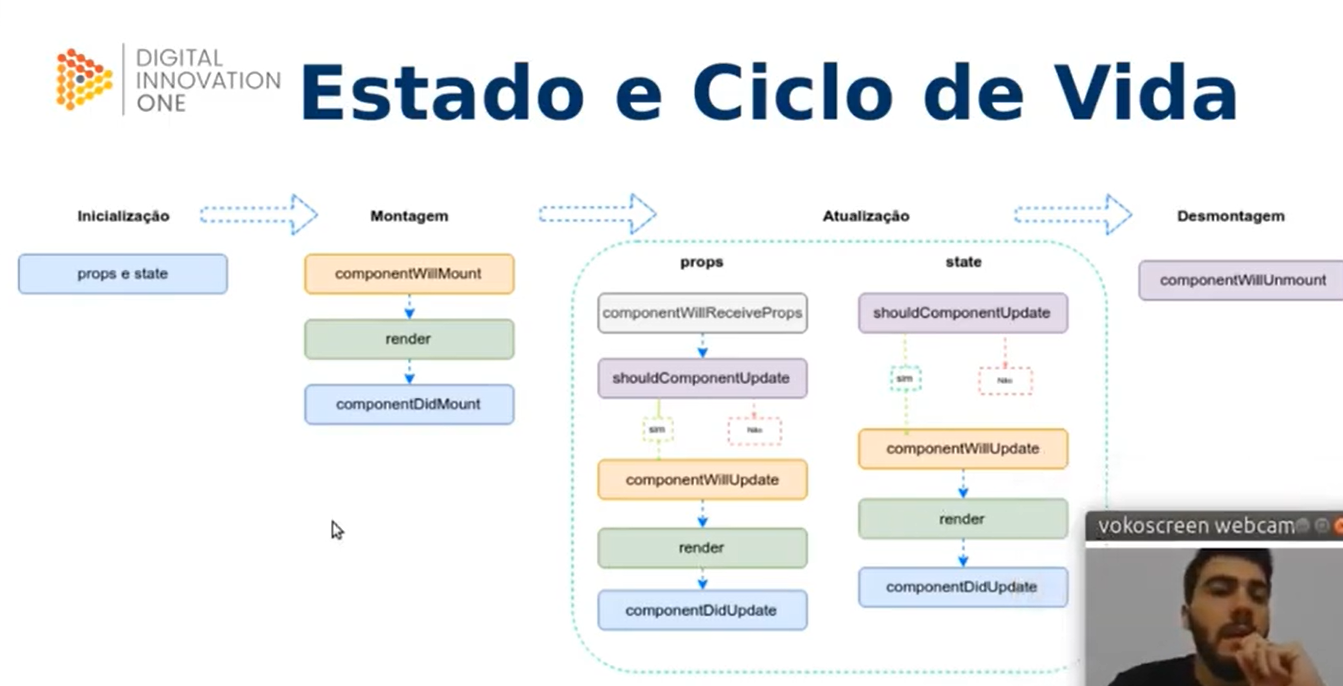 DIGITAL
INNOVATION
ONE
Estado e Ciclo de Vida
Inicialização
Montagem
Atualização
Desmontagem
props e state
componentWillMount
render
componentDidMount
props
componentWillReceiveProps
shouldComponentUpdate
sim
Não
componentWillUpdate
render
componentDidUpdate
state
shouldComponentUpdate
sim
Não
componentWillUpdate
render
componentDidUpdate
componentWillUnmount
vokoscreen webcam